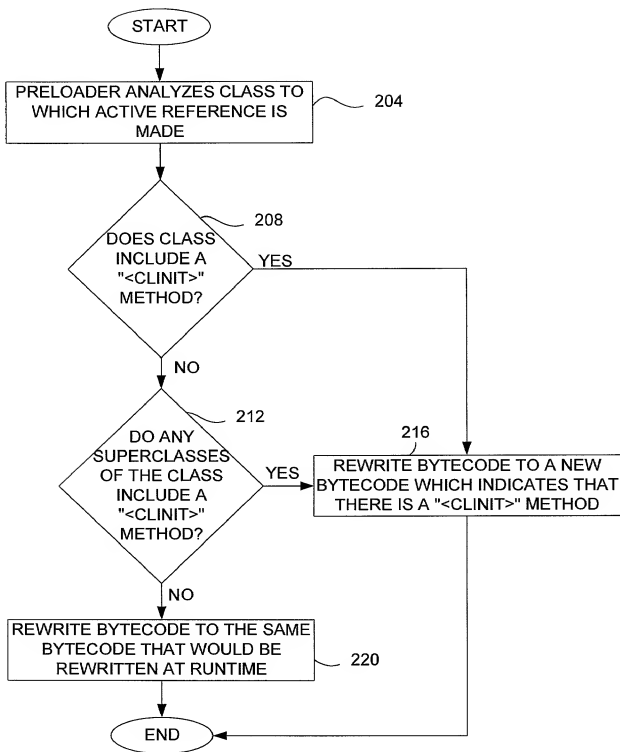 START
PRELOADER ANALYZES CLASS TO
WHICH ACTIVE REFERENCE IS
MADE
204
208
DOES CLASS
INCLUDE A
"<CLINIT>"
METHOD?
YES
NO
212
DO ANY
SUPERCLASSES
OF THE CLASS
INCLUDE A
"<CLINIT>"
METHOD?
YES
216
REWRITE BYTECODE TO A NEW
BYTECODE WHICH INDICATES THAT
THERE IS A "<CLINIT>" METHOD
NO
REWRITE BYTECODE TO THE SAME
BYTECODE THAT WOULD BE
REWRITTEN AT RUNTIME
220
END